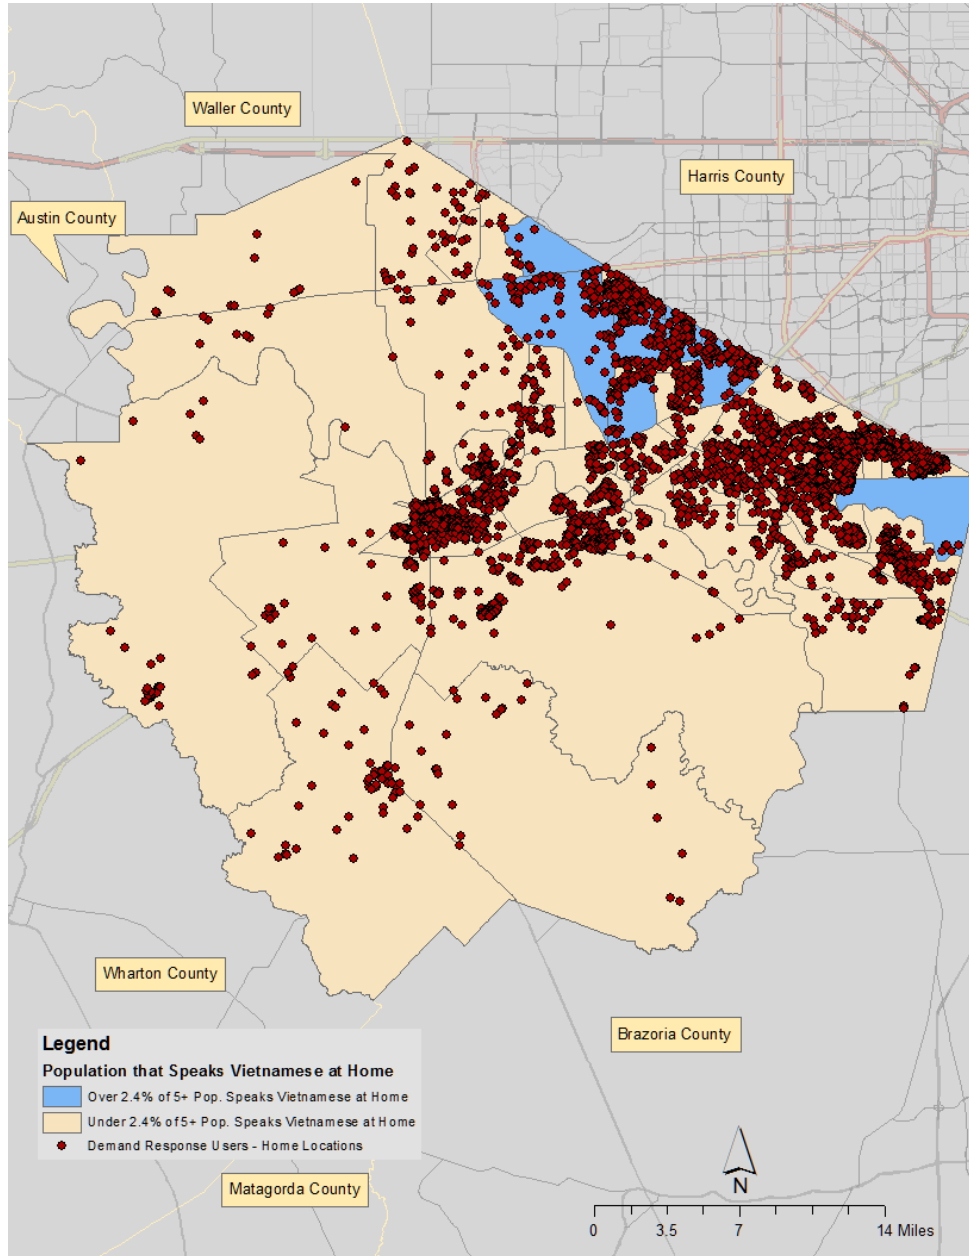 Waller County
Harris County
Austin County
Wharton County
Brazoria County
Legend
Population that Speaks Vietnamese at Home
Over 2.4% of 5+ Pop. Speaks Vietnamese at Home
Under 2.4% of 5+ Pop. Speaks Vietnamese at Home
Demand Response Users - Home Locations
Matagorda County
N
0 3.5 7 14 Miles